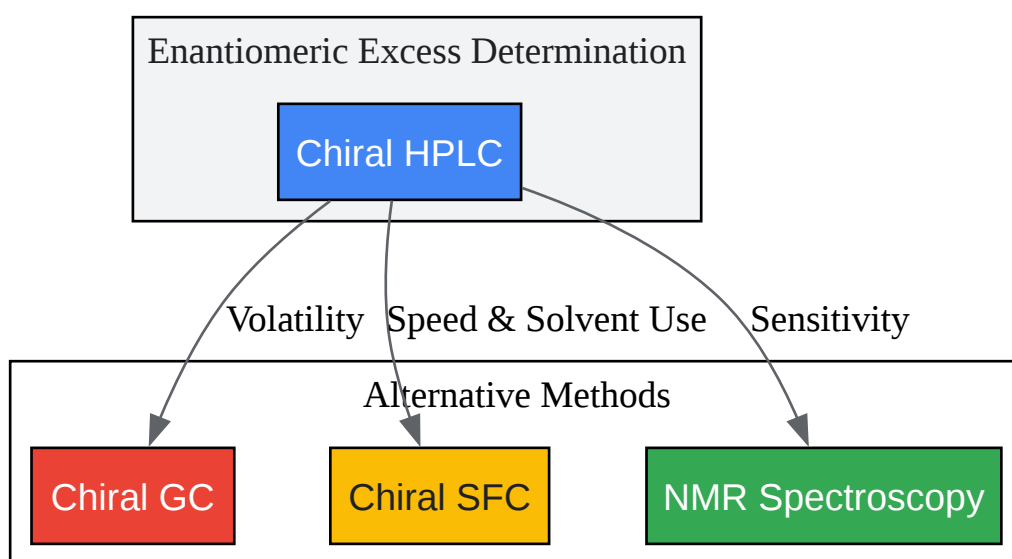 Enantiomeric Excess Determination
Chiral HPLC
Volatility
Speed & Solvent Use
Sensitivity
Alternative Methods
Chiral GC
Chiral SFC
NMR Spectroscopy